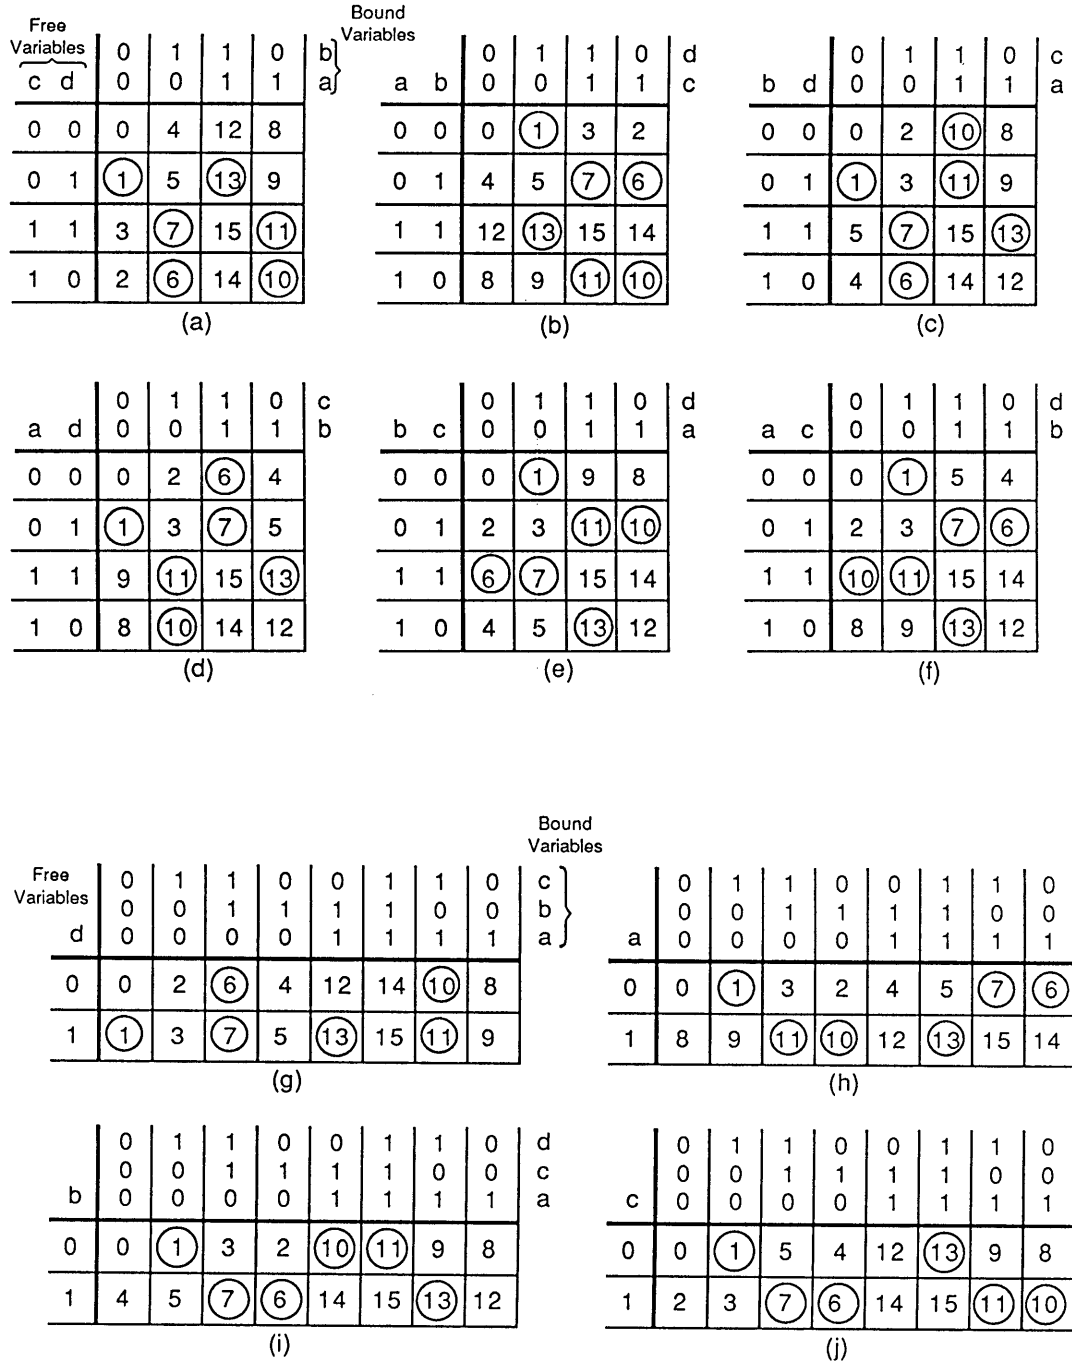 Free Variables
Bound Variables
0 1 1 0 b
c d 0 0 1 1 a
0 0 0 4 12 8
0 1 1 5 13 9
1 1 3 7 15 11
1 0 2 6 14 10
(a)
0 1 1 0 d
a b 0 0 1 1 c
0 0 0 1 3 2
0 1 4 5 7 6
1 1 12 13 15 14
1 0 8 9 11 10
(b)
0 1 1 0 c
b d 0 0 1 1 a
0 0 0 2 10 8
0 1 1 3 11 9
1 1 5 7 15 13
1 0 4 6 14 12
(c)
0 1 1 0 c
a d 0 0 1 1 b
0 0 0 2 6 4
0 1 1 3 7 5
1 1 9 11 15 13
1 0 8 10 14 12
(d)
0 1 1 0 d
b c 0 0 1 1 a
0 0 0 1 9 8
0 1 2 3 11 10
1 1 6 7 15 14
1 0 4 5 13 12
(e)
0 1 1 0 d
a c 0 0 1 1 b
0 0 0 1 5 4
0 1 2 3 7 6
1 1 10 11 15 14
1 0 8 9 13 12
(f)
Bound
Variables
Free
Variables
0 1 1 0 0 1 1 0 c
0 0 1 1 1 1 0 0 b
d 0 0 0 0 1 1 1 1 a
0 0 2 6 4 12 14 10 8
1 1 3 7 5 13 15 11 9
(g)
0 1 1 0 0 1 1 0
0 0 1 1 1 1 0 0
a 0 0 0 0 1 1 1 1
0 0 1 3 2 4 5 7 6
1 8 9 11 10 12 13 15 14
(h)
0 1 1 0 0 1 1 0 d
0 0 1 1 1 1 0 0 c
b 0 0 0 0 1 1 1 1 a
0 0 1 3 2 10 11 9 8
1 4 5 7 6 14 15 13 12
(i)
0 1 1 0 0 1 1 0
0 0 1 1 1 1 0 0
c 0 0 0 0 1 1 1 1
0 0 1 5 4 12 13 9 8
1 2 3 7 6 14 15 11 10
(j)